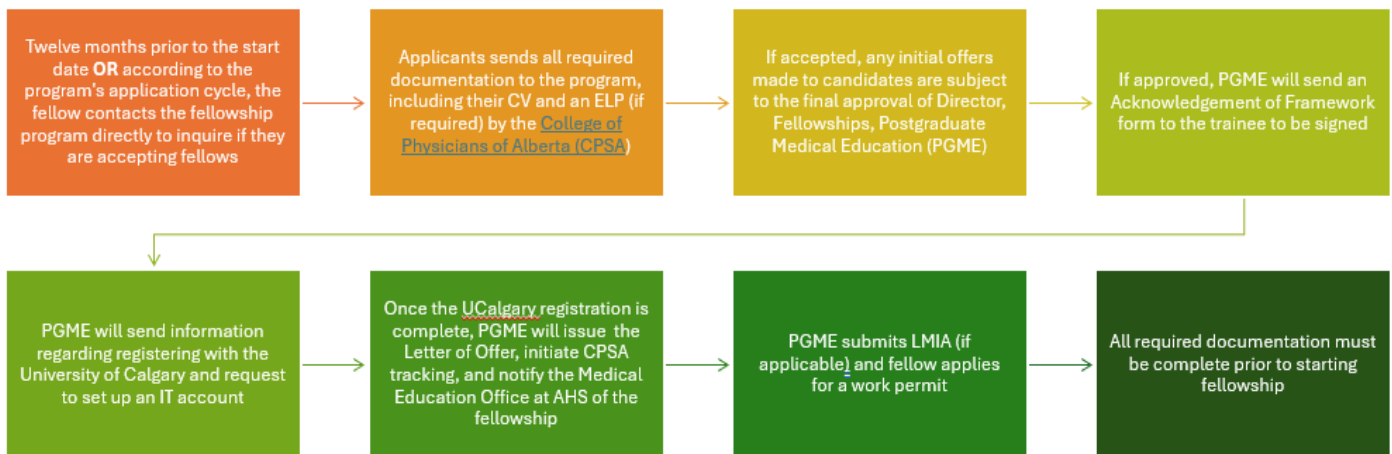 Twelve months prior to the start
date OR according to the
program's application cycle, the
fellow contacts the fellowship
program directly to inquire if they
are accepting fellows
Applicants sends all required
documentation to the program,
including their CV and an ELP (if
required) by the College of
Physicians of Alberta (CPSA)
If accepted, any initial offers
made to candidates are subject
to the final approval of Director,
Fellowships, Postgraduate
Medical Education (PGME)
If approved, PGME will send an
Acknowledgement of Framework
form to the trainee to be signed
PGME will send information
regarding registering with the
University of Calgary and request
to set up an IT account
Once the UCalgary registration is
complete, PGME will issue the
Letter of Offer, initiate CPSA
tracking, and notify the Medical
Education Office at AHS of the
fellowship
PGME submits LMIA (if
applicable) and fellow applies
for a work permit
All required documentation must
be complete prior to starting
fellowship